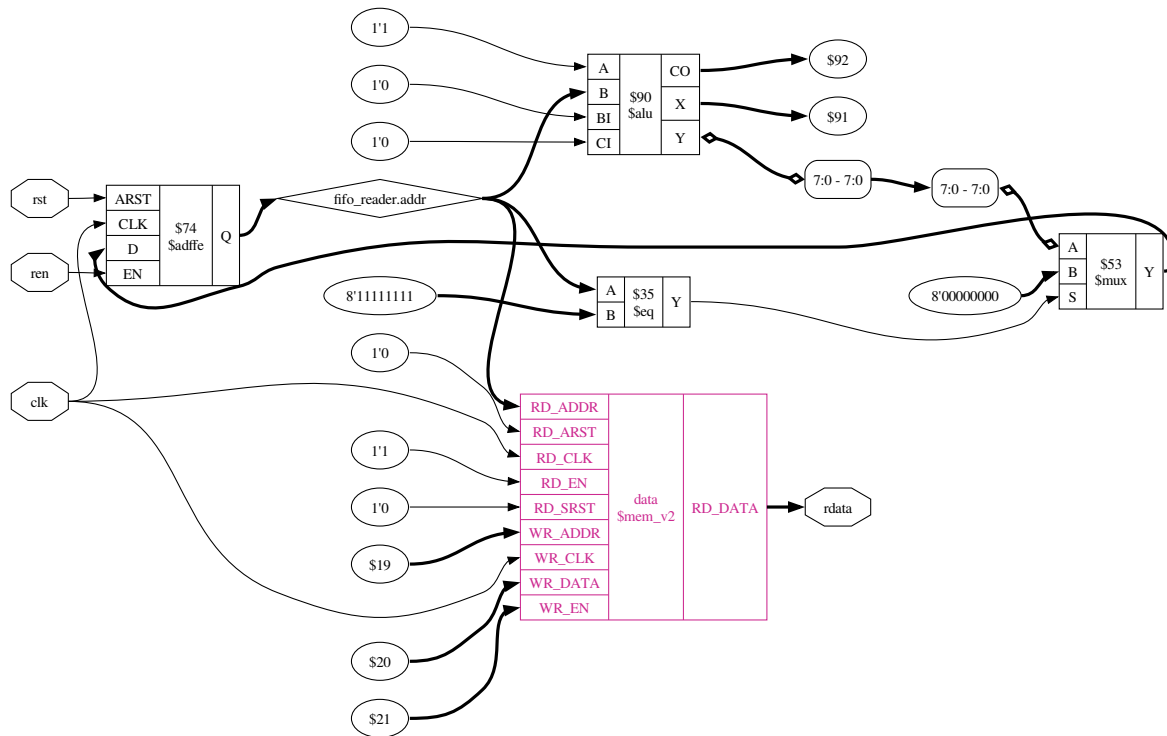 1'1
1'0
1'0
A
B
BI
CI
$90
$alu
CO
X
Y
$92
$91
7:0 - 7:0
7:0 - 7:0
rst
ren
clk
ARST
CLK
D
EN
$74
$adffe
Q
fifo_reader.addr
8'11111111
A
B
$35
$eq
Y
8'00000000
A
B
S
$53
$mux
Y
1'0
1'1
1'0
$19
$20
$21
RD_ADDR
RD_ARST
RD_CLK
RD_EN
RD_SRST
WR_ADDR
WR_CLK
WR_DATA
WR_EN
data
$mem_v2
RD_DATA
rdata